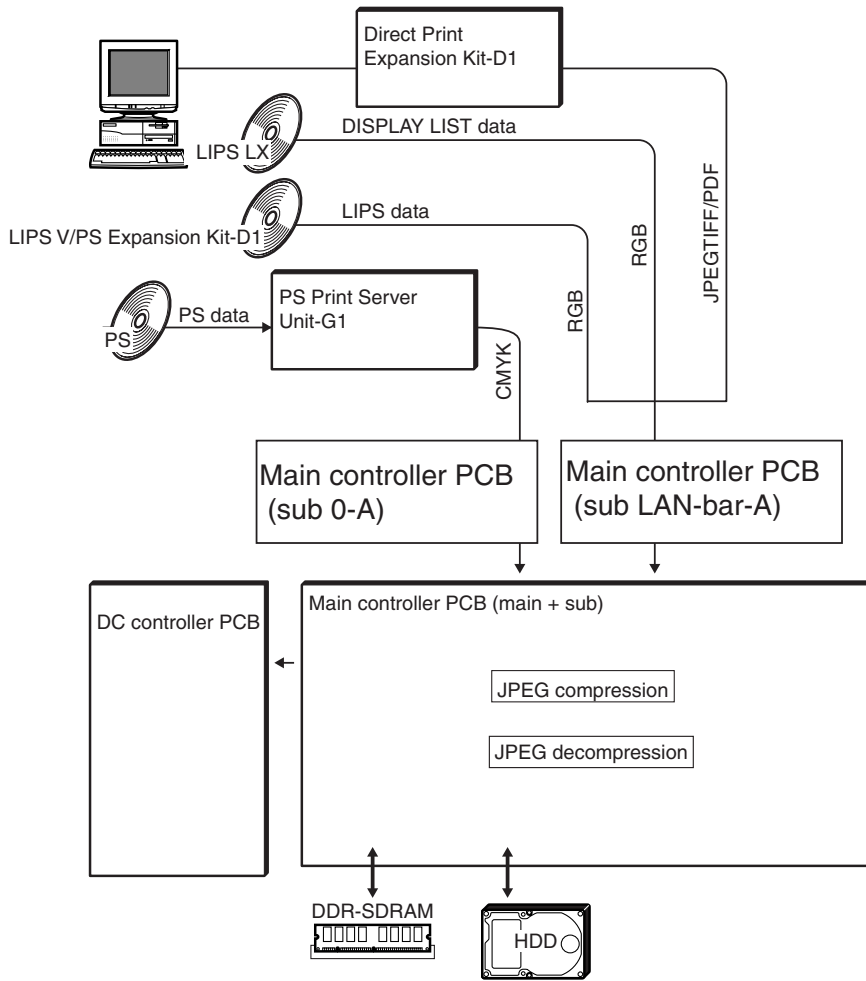 Direct Print
Expansion Kit-D1
DISPLAY LIST data
LIPS LX
LIPS data
LIPS V/PS Expansion Kit-D1
JPEGTIFF/PDF
RGB
RGB
PS Print Server
Unit-G1
PS data
PS
CMYK
Main controller PCB
(sub 0-A)
Main controller PCB
(sub LAN-bar-A)
DC controller PCB
Main controller PCB (main + sub)
JPEG compression
JPEG decompression
DDR-SDRAM
HDD